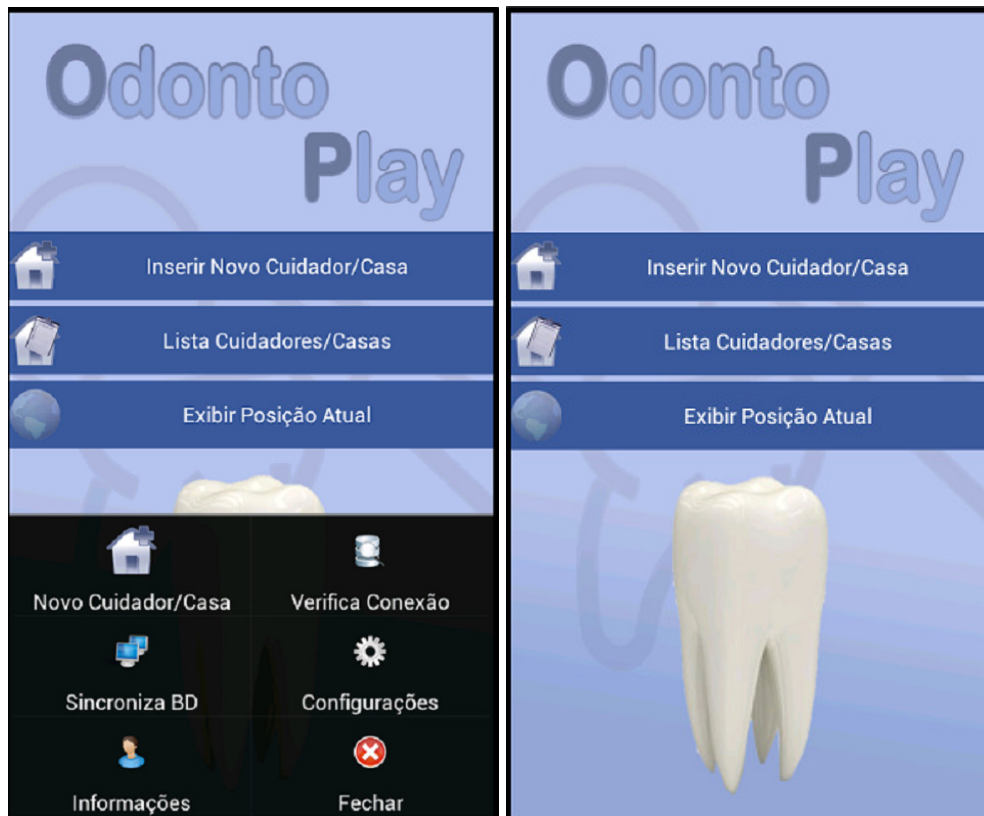 Odonto
Play
Inserir Novo Cuidador/Casa
Lista Cuidadores/Casas
Exibir Posição Atual
Novo Cuidador/Casa
Verifica Conexão
Sincroniza BD
Configurações
Informações
Fechar
Odonto
Play
Inserir Novo Cuidador/Casa
Lista Cuidadores/Casas
Exibir Posição Atual